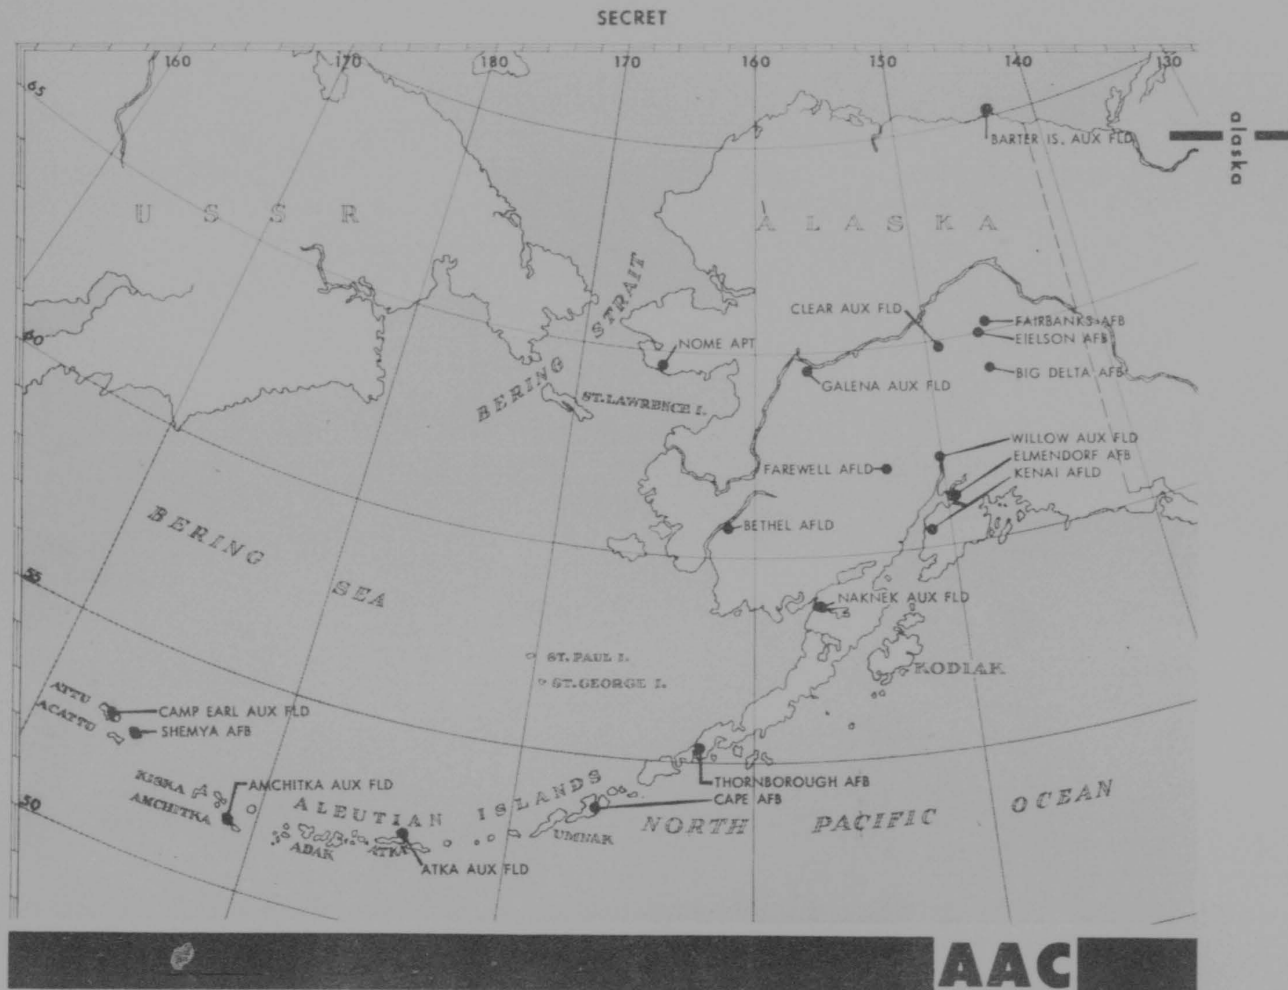 SECRET
160 170 180 170 160 150 140 130
65
BARTER IS. AUX FLD
alaska
U S S R
A L A S K A
BERING STRAIT
CLEAR AUX FLD
FAIRBANKS AFB
EIELSON AFB
60
NOME APT
BIG DELTA AFB
GALENA AUX FLD
ST. LAWRENCE I.
WILLOW AUX FLD
ELMENDORF AFB
FAREWELL AFLD
KENAI AFLD
BETHEL AFLD
BERING
SEA
55
NAKNEK AUX FLD
ST. PAUL I.
KODIAK
ST. GEORGE I.
ATTU
CAMP EARL AUX FLD
AGATTU
SHEMYA AFB
KISKA
AMCHITKA AUX FLD
THORNBOROUGH AFB
AMCHITKA
ALEUTIAN ISLANDS
CAPE AFB
50
UMNAK
NORTH PACIFIC OCEAN
ADAK
ATKA
ATKA AUX FLD
AAC